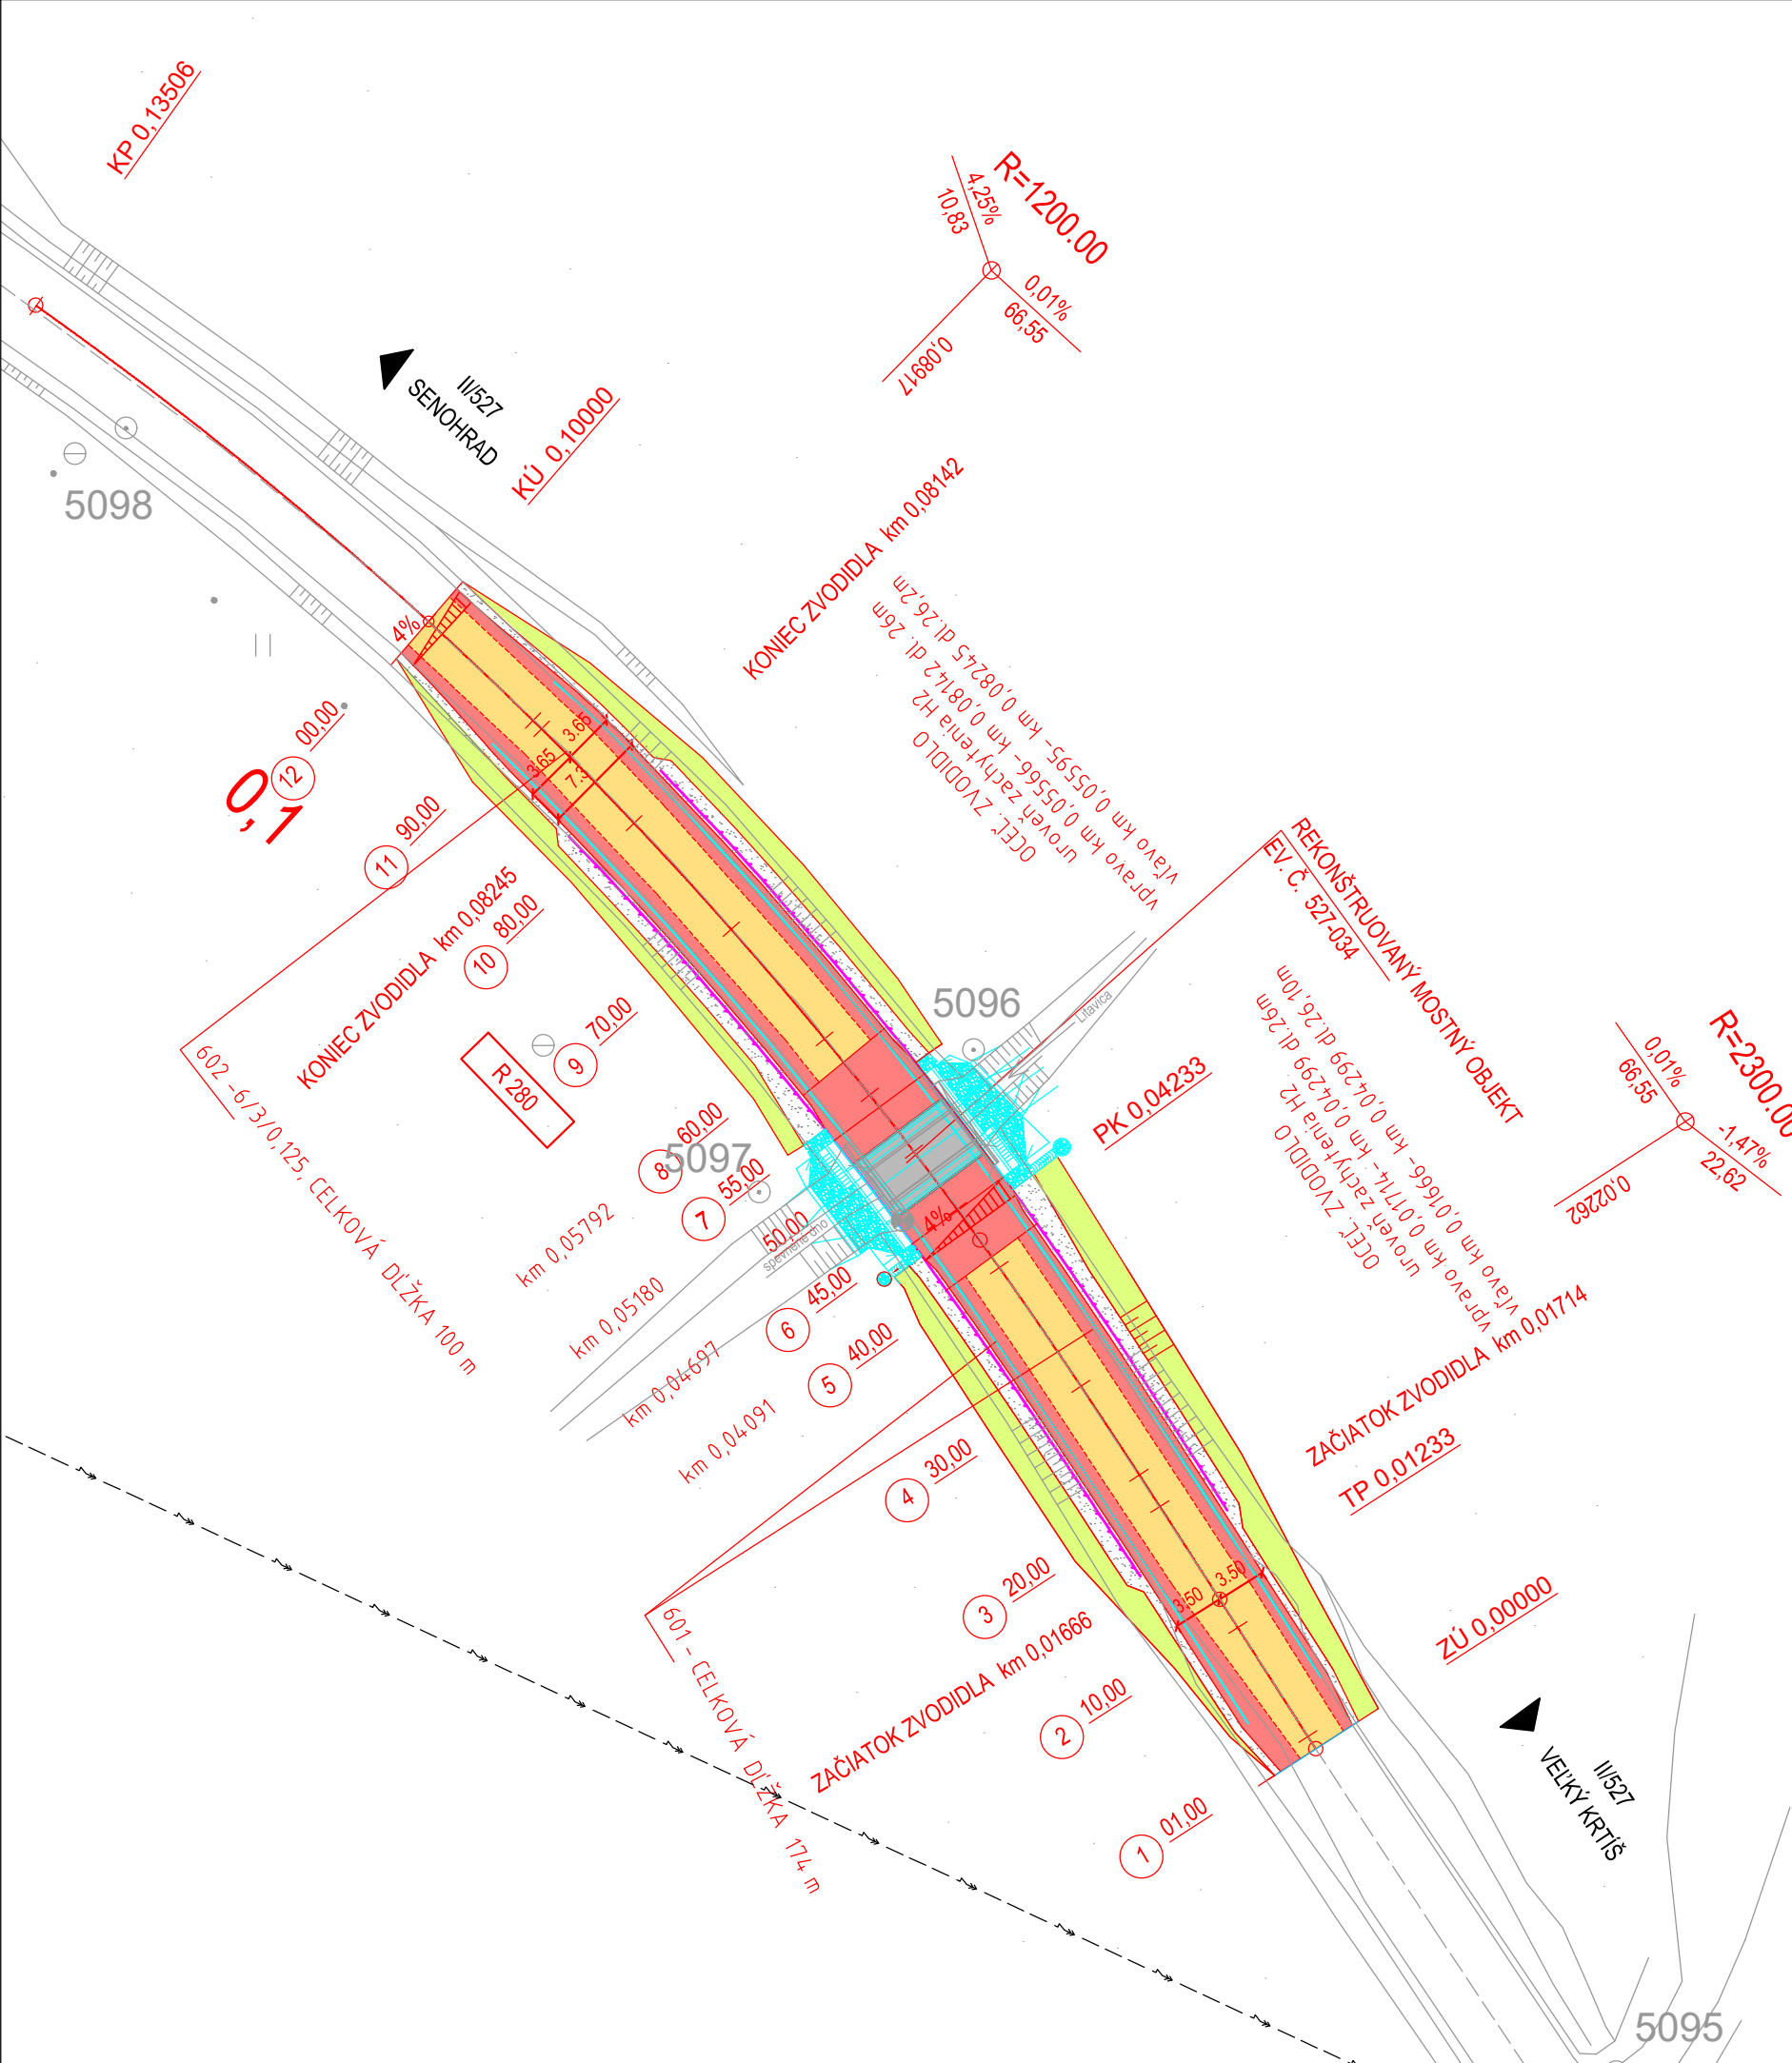 KP 0,13506
R=1200.00
4,25%
10,83
0,01%
66,55
0,08917
II/527
SENOHRAD
KÚ 0,10000
5098
KONIEC ZVODIDLA km 0,08142
4%
OCEĽ. ZVODIDLO
uroveň zachytenia H2
vpravo km 0,05566- km 0,08142 dl. 26m
vľavo km 0,05595- km 0,08245 dl.26,2m
3.65
3.65
7.3
0,1
12
00,00
11
90,00
KONIEC ZVODIDLA km 0,08245
10
80,00
REKONŠTRUOVANÝ MOSTNÝ OBJEKT
EV. Č. 527-034
5096
Litavica
9
70,00
R 280
602 -6/3/0,125, CELKOVÁ DĹŽKA 100 m
PK 0,04233
OCEĽ. ZVODIDLO
uroveň zachytenia H2
vpravo km 0,01714- km 0,04299 dl.26m
vľavo km 0,01666- km 0,04299 dl.26,10m
R=2300.00
0,01%
66,55
-1,47%
22,62
0,02262
8
60,00
5097
7
55,00
km 0,05792
50,00
spevnené dno
4%
km 0,05180
6
45,00
km 0,04697
5
40,00
km 0,04091
ZAČIATOK ZVODIDLA km 0,01714
TP 0,01233
4
30,00
3
20,00
3.50
3.50
ZÚ 0,00000
601 - CELKOVÁ DĹŽKA 174 m
ZAČIATOK ZVODIDLA km 0,01666
2
10,00
1
01,00
II/527
VEĽKÝ KRTÍŠ
5095